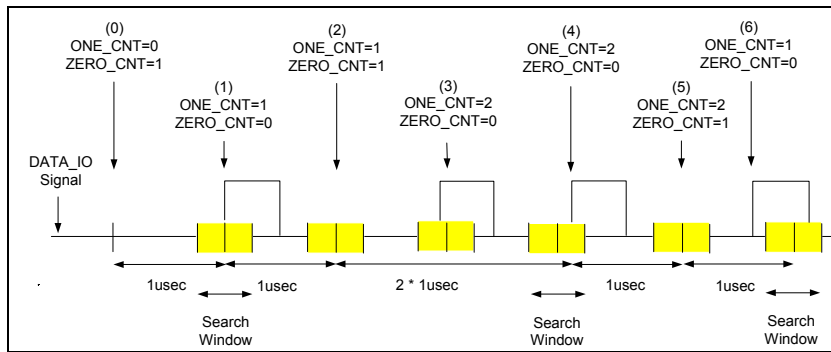 (0)
ONE_CNT=0
ZERO_CNT=1
(2)
ONE_CNT=1
ZERO_CNT=1
(4)
ONE_CNT=2
ZERO_CNT=0
(6)
ONE_CNT=1
ZERO_CNT=0
(1)
ONE_CNT=1
ZERO_CNT=0
(3)
ONE_CNT=2
ZERO_CNT=0
(5)
ONE_CNT=2
ZERO_CNT=1
DATA_IO
Signal
1usec
1usec
2 * 1usec
1usec
1usec
Search
Window
Search
Window
Search
Window